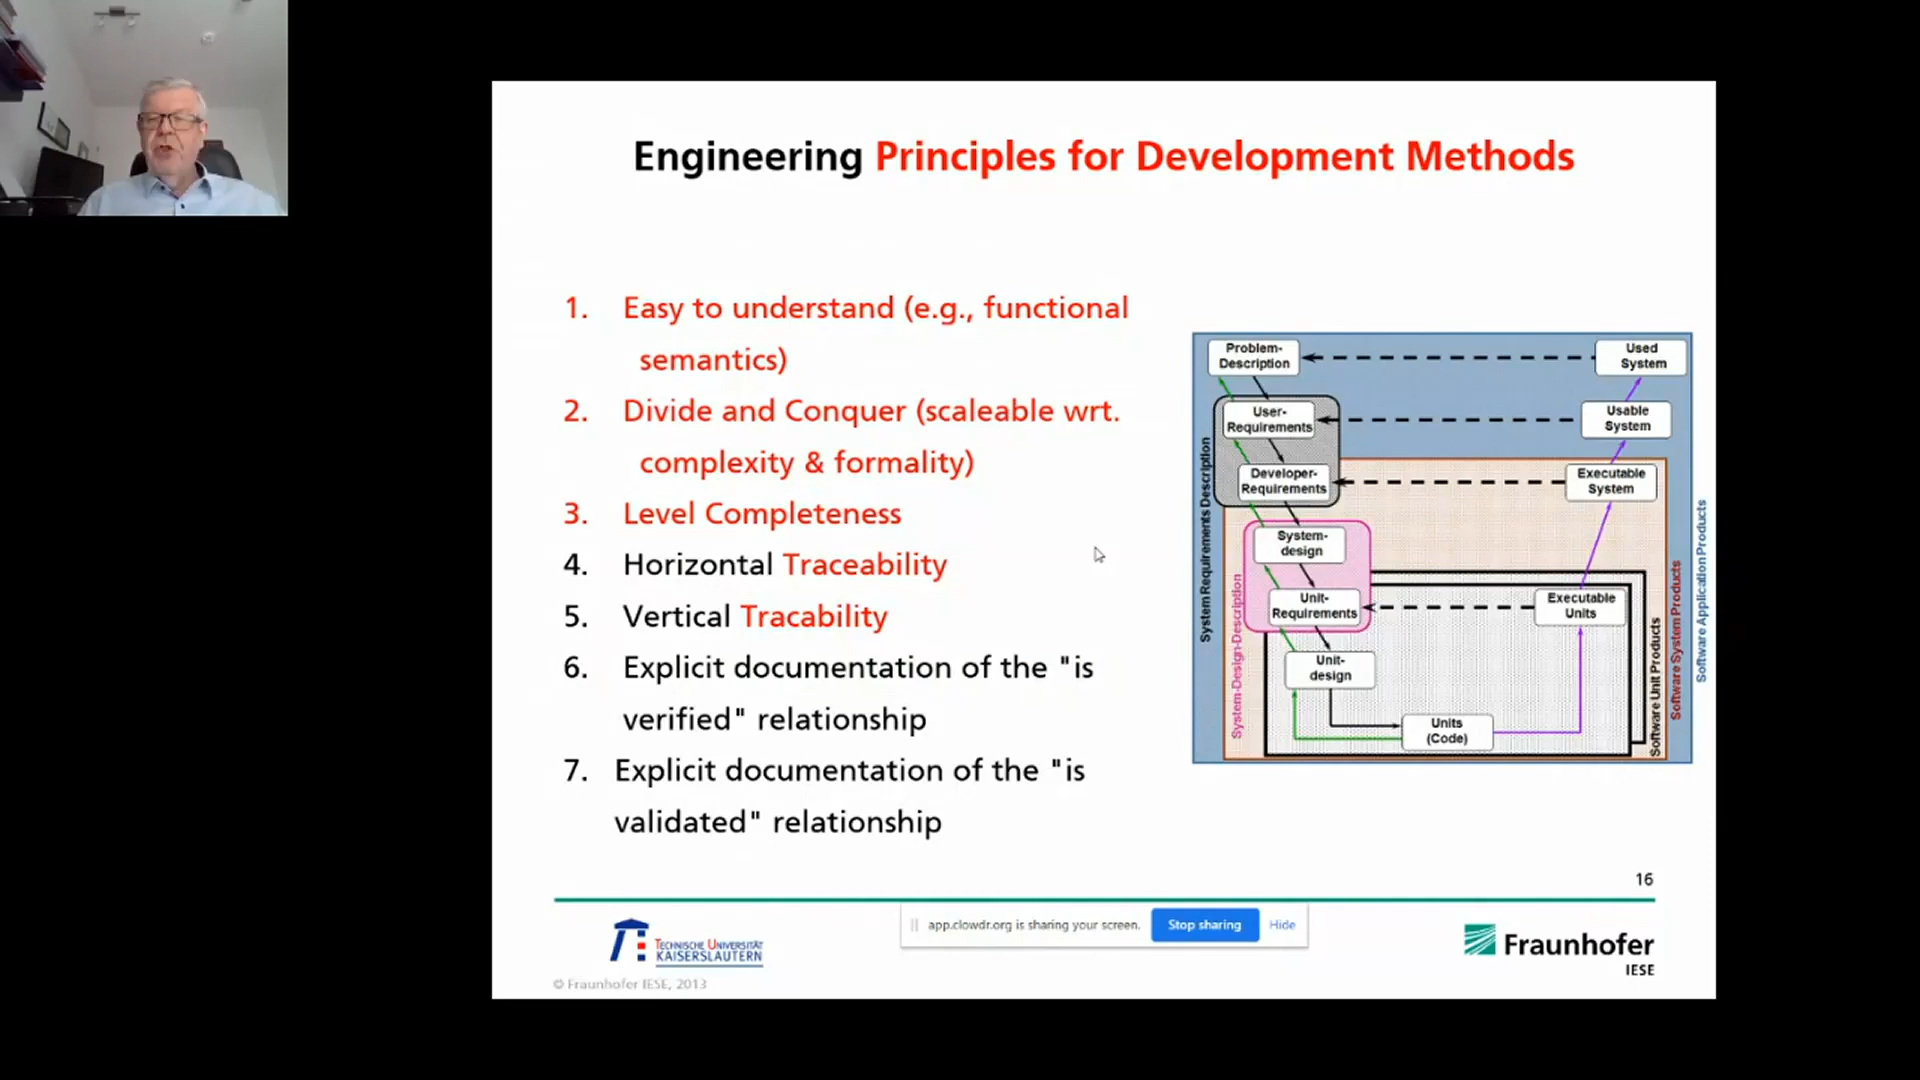 Engineering Principles for Development Methods
1. Easy to understand (e.g., functional
semantics)
2. Divide and Conquer (scaleable wrt.
complexity & formality)
3. Level Completeness
4. Horizontal Traceability
5. Vertical Tracability
6. Explicit documentation of the "is
verified" relationship
7. Explicit documentation of the "is
validated" relationship
Problem-
Description
Used
System
User-
Requirements
Usable
System
Developer-
Requirements
Executable
System
System-
design
Unit-
Requirements
Executable
Units
Unit-
design
Units
(Code)
System Requirements Description
System-Design-Description
Software Unit Products
Software System Products
Software Application Products
16
TECHNISCHE UNIVERSITÄT
KAISERSLAUTERN
app.clowdr.org is sharing your screen.
Stop sharing
Hide
Fraunhofer
IESE
© Fraunhofer IESE, 2013